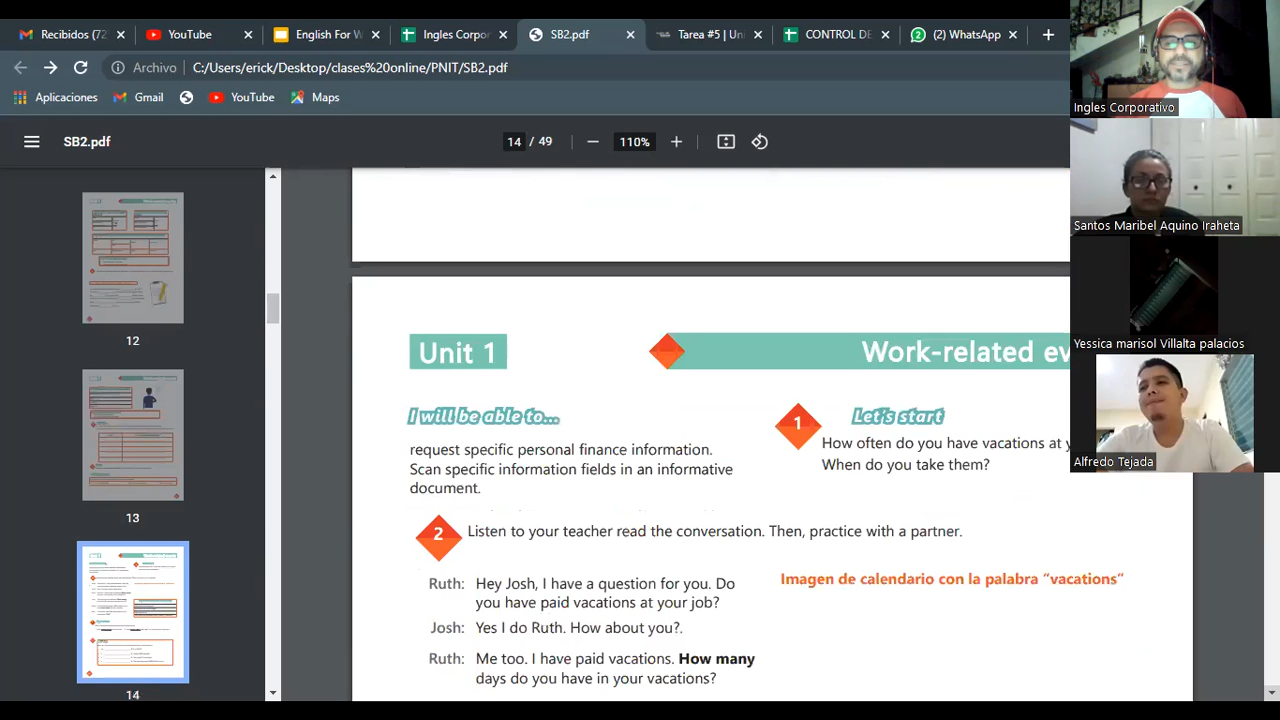 Recibidos (72
YouTube
English For W
Ingles Corpor
SB2.pdf
Tarea #5 | Uni
CONTROL DE
(2) WhatsApp
Archivo
C:/Users/erick/Desktop/clases%20online/PNIT/SB2.pdf
Aplicaciones
Gmail
YouTube
Maps
SB2.pdf
14 / 49
110%
12
13
14
Unit 1
Work-related ev
I will be able to...
request specific personal finance information.
Scan specific information fields in an informative
document.
1
Let's start
How often do you have vacations at y
When do you take them?
2
Listen to your teacher read the conversation. Then, practice with a partner.
Ruth: Hey Josh, I have a question for you. Do
you have paid vacations at your job?
Josh: Yes I do Ruth. How about you?.
Ruth: Me too. I have paid vacations. How many
days do you have in your vacations?
Imagen de calendario con la palabra “vacations”
Ingles Corporativo
Santos Maribel Aquino Iraheta
Yessica marisol Villalta palacios
Alfredo Tejada